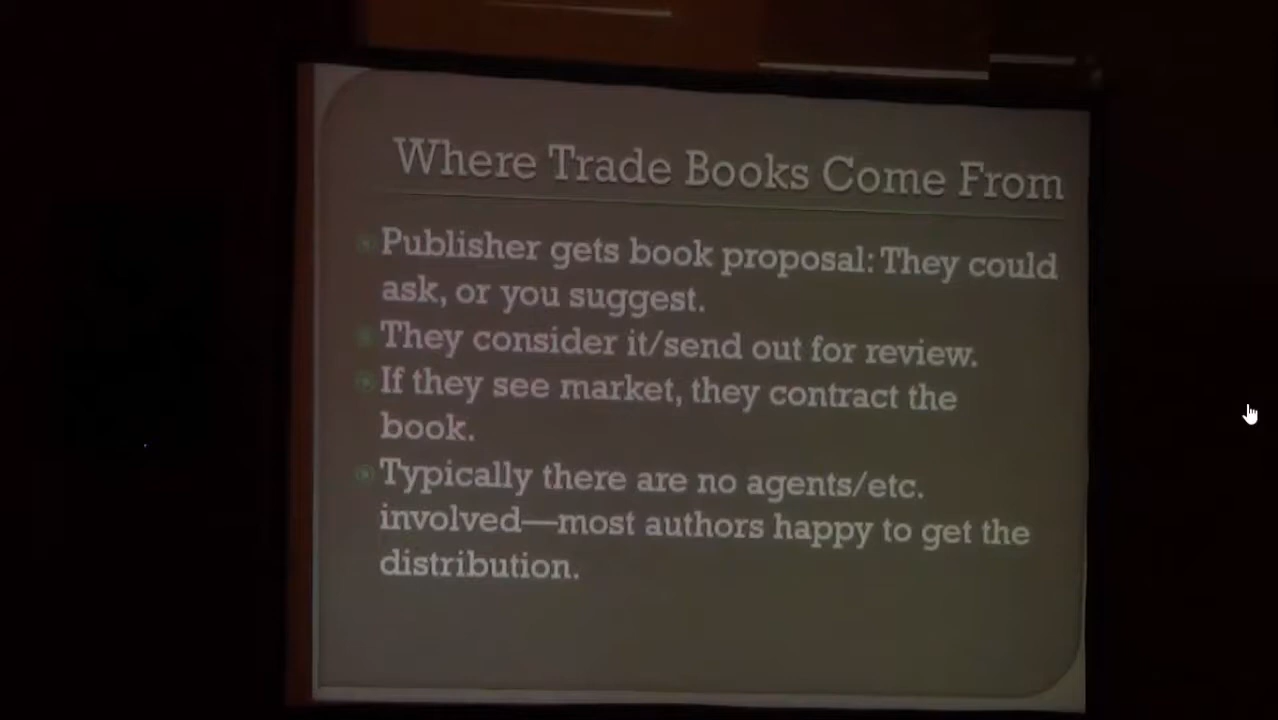 Where Trade Books Come From
Publisher gets book proposal: They could
ask, or you suggest.
They consider it/send out for review.
If they see market, they contract the
book.
Typically there are no agents/etc.
involved—most authors happy to get the
distribution.